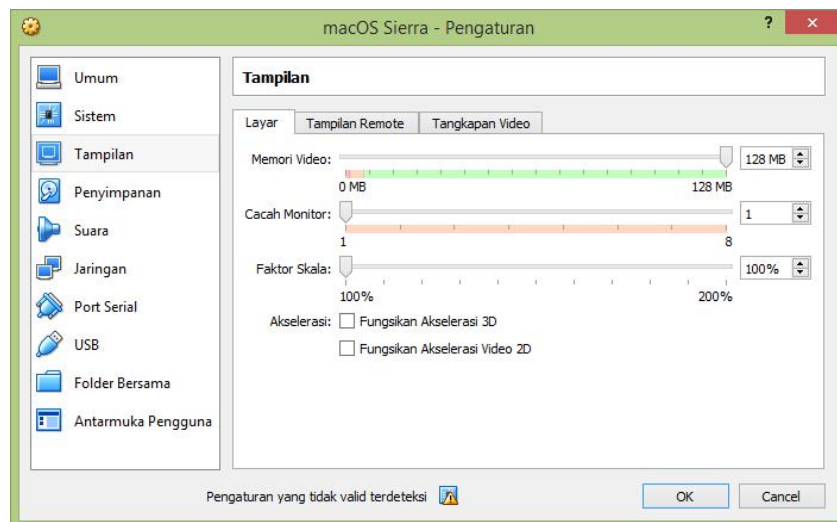 macOS Sierra - Pengaturan
?
×
Umum
Sistem
Tampilan
Penyimpanan
Suara
Jaringan
Port Serial
USB
Folder Bersama
Antarmuka Pengguna
Tampilan
Layar Tampilan Remote Tangkapan Video
Memori Video: 128 MB
0 MB 128 MB
Cacah Monitor: 1
1 8
Faktor Skala: 100%
100% 200%
Akselerasi: Fungsikan Akselerasi 3D
Fungsikan Akselerasi Video 2D
Pengaturan yang tidak valid terdeteksi OK Cancel